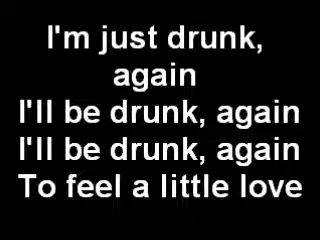 I'm just drunk,
again
I'll be drunk, again
I'll be drunk, again
To feel a little love